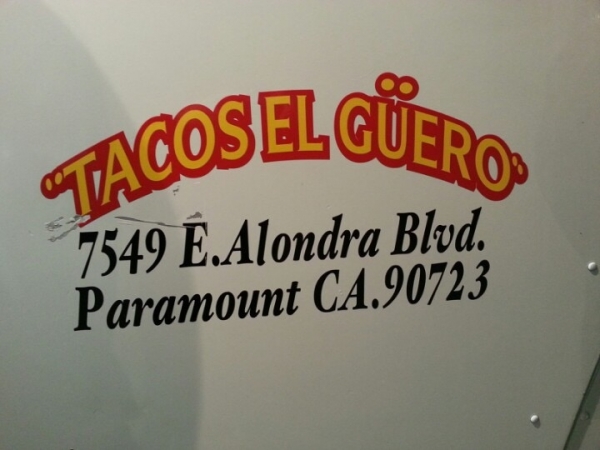 "TACOS EL GÜERO"
7549 E.Alondra Blvd.
Paramount CA.90723